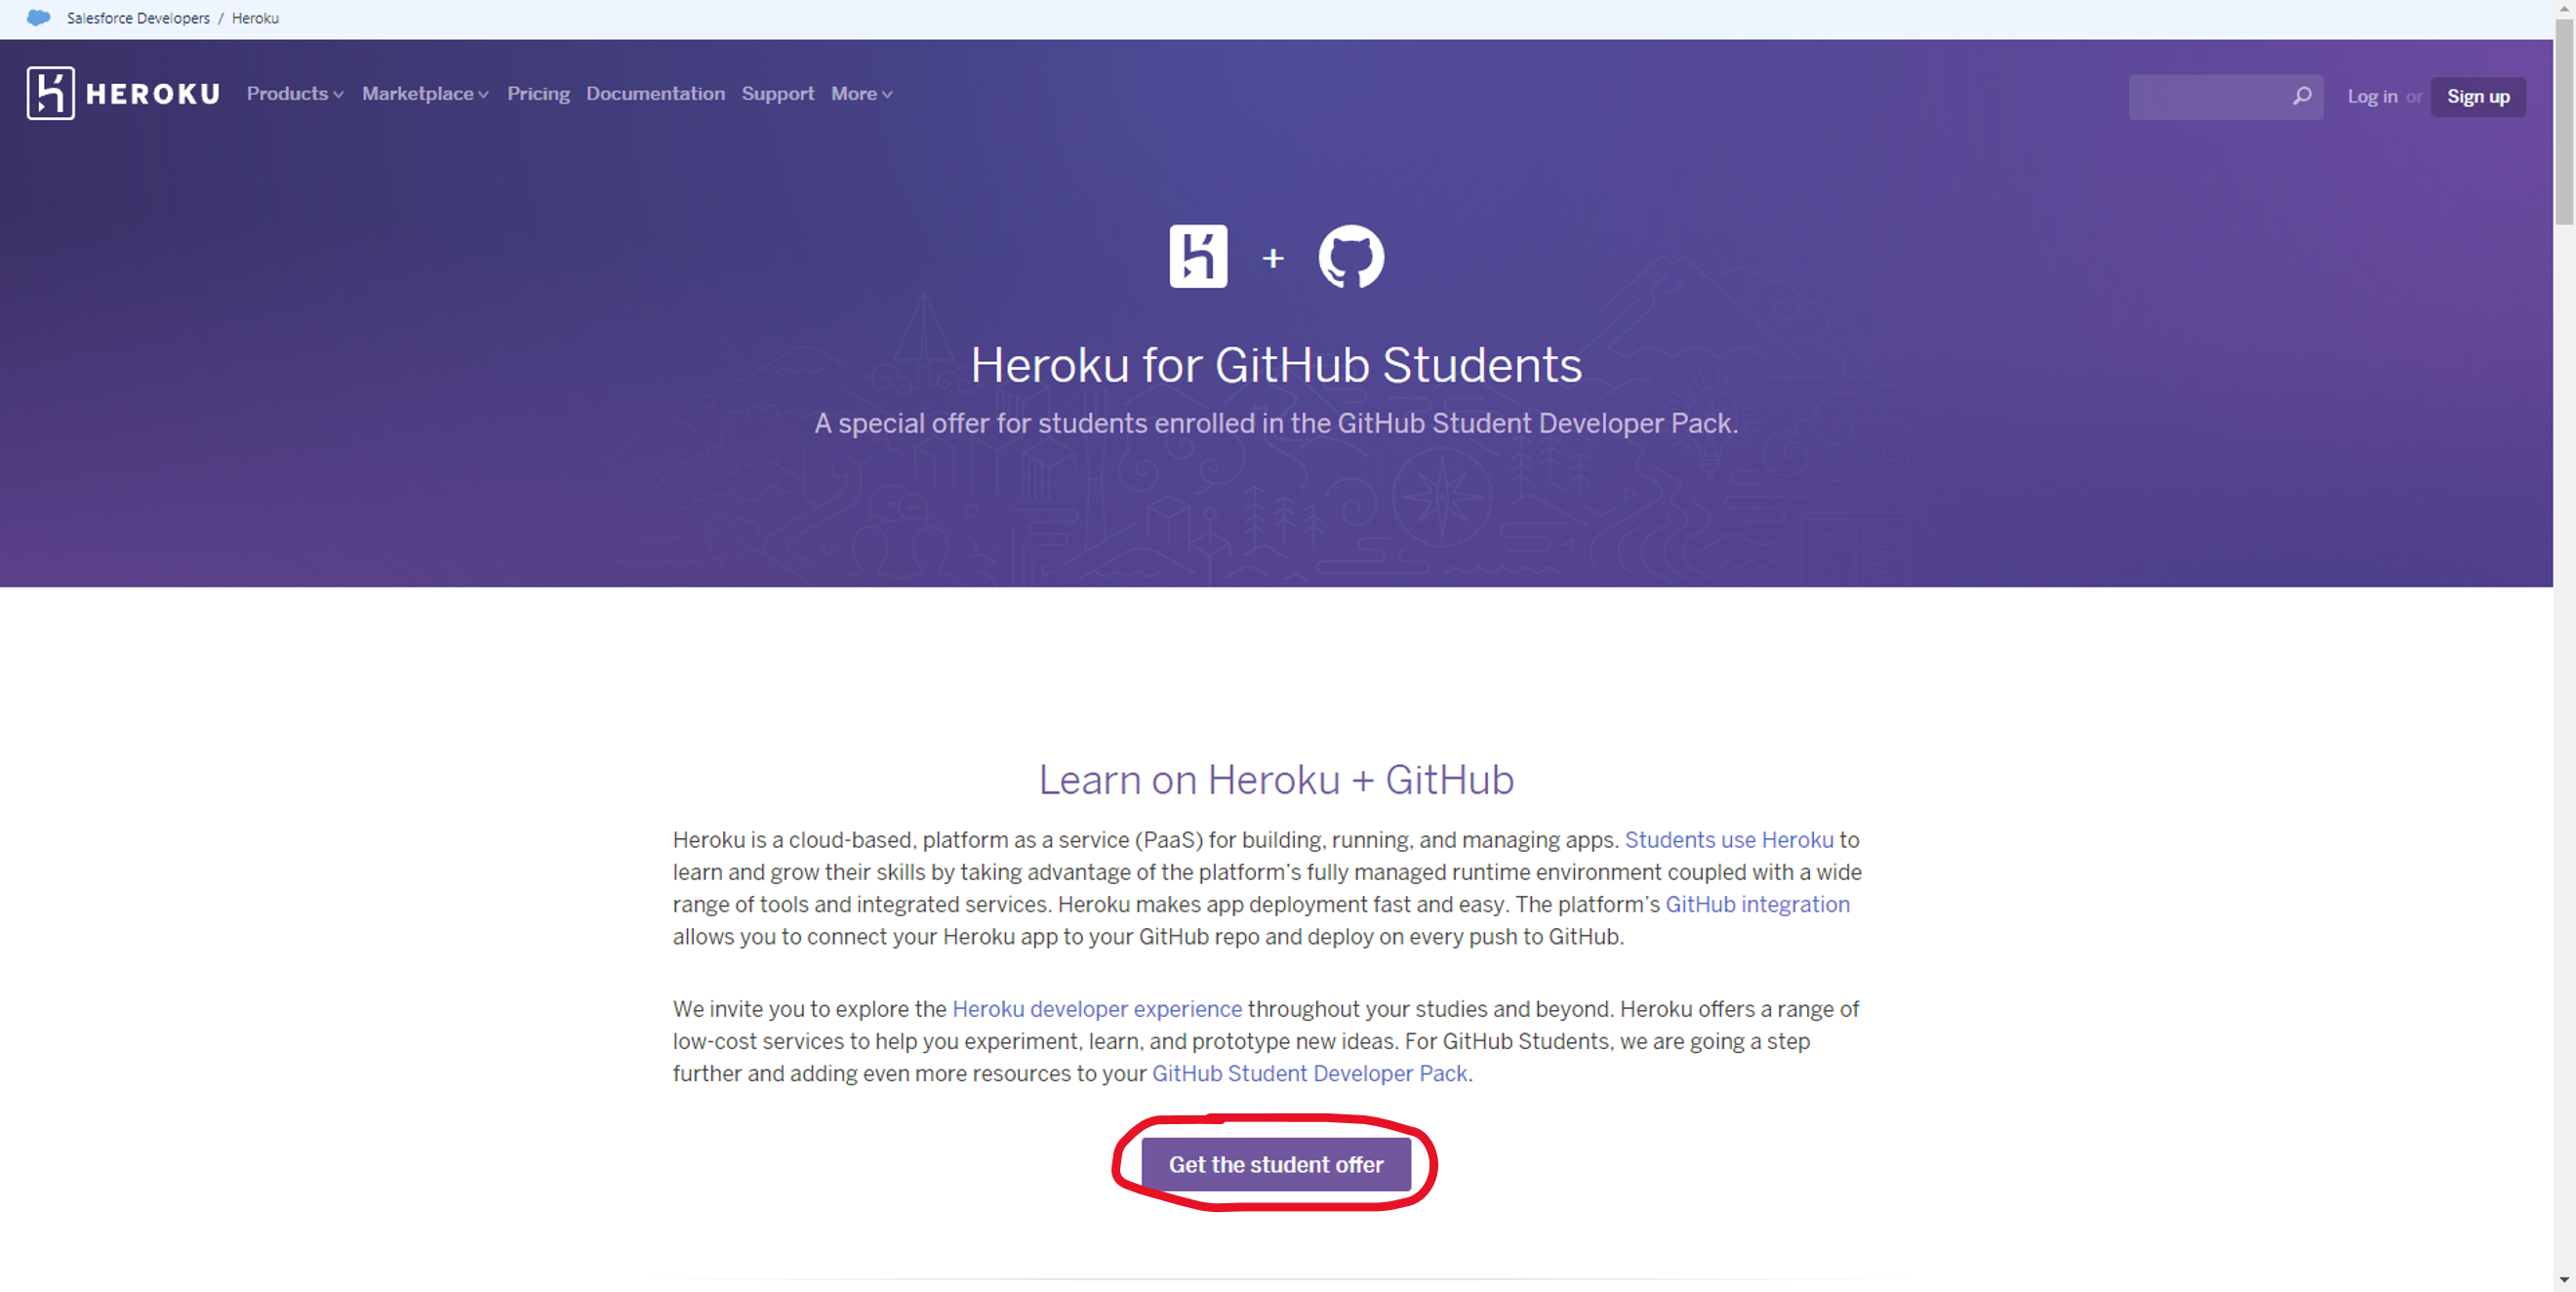 Salesforce Developers / Heroku
HEROKU Products Marketplace Pricing Documentation Support More Log in or Sign up
+
Heroku for GitHub Students
A special offer for students enrolled in the GitHub Student Developer Pack.
Learn on Heroku + GitHub
Heroku is a cloud-based, platform as a service (PaaS) for building, running, and managing apps. Students use Heroku to
learn and grow their skills by taking advantage of the platform’s fully managed runtime environment coupled with a wide
range of tools and integrated services. Heroku makes app deployment fast and easy. The platform’s GitHub integration
allows you to connect your Heroku app to your GitHub repo and deploy on every push to GitHub.
We invite you to explore the Heroku developer experience throughout your studies and beyond. Heroku offers a range of
low-cost services to help you experiment, learn, and prototype new ideas. For GitHub Students, we are going a step
further and adding even more resources to your GitHub Student Developer Pack.
Get the student offer